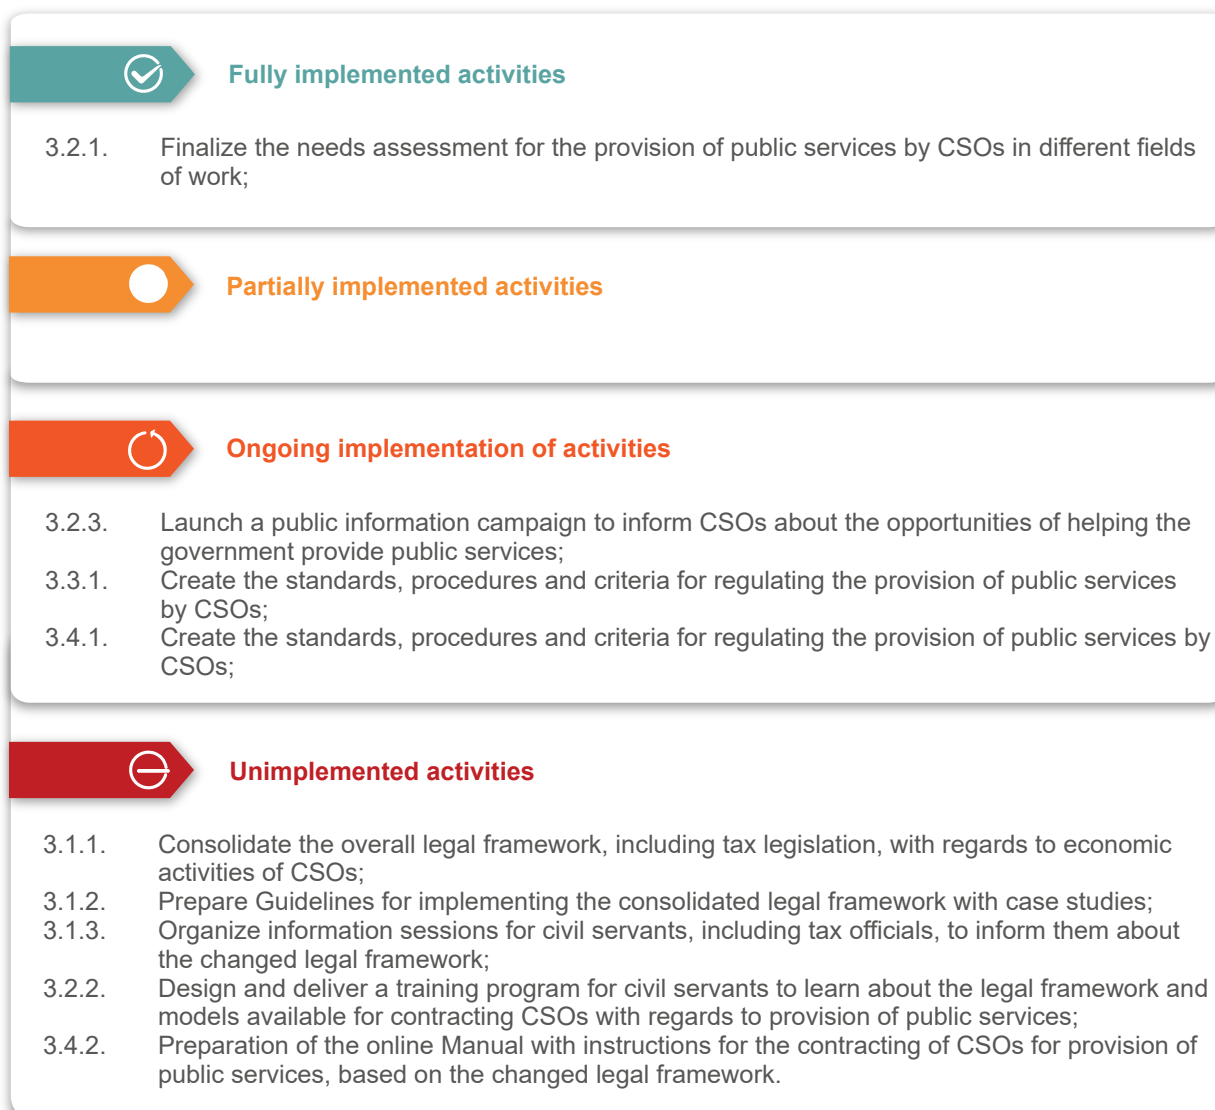 Fully implemented activities
3.2.1. Finalize the needs assessment for the provision of public services by CSOs in different fields
of work;
Partially implemented activities
Ongoing implementation of activities
3.2.3. Launch a public information campaign to inform CSOs about the opportunities of helping the
government provide public services;
3.3.1. Create the standards, procedures and criteria for regulating the provision of public services
by CSOs;
3.4.1. Create the standards, procedures and criteria for regulating the provision of public services by
CSOs;
Unimplemented activities
3.1.1. Consolidate the overall legal framework, including tax legislation, with regards to economic
activities of CSOs;
3.1.2. Prepare Guidelines for implementing the consolidated legal framework with case studies;
3.1.3. Organize information sessions for civil servants, including tax officials, to inform them about
the changed legal framework;
3.2.2. Design and deliver a training program for civil servants to learn about the legal framework and
models available for contracting CSOs with regards to provision of public services;
3.4.2. Preparation of the online Manual with instructions for the contracting of CSOs for provision of
public services, based on the changed legal framework.